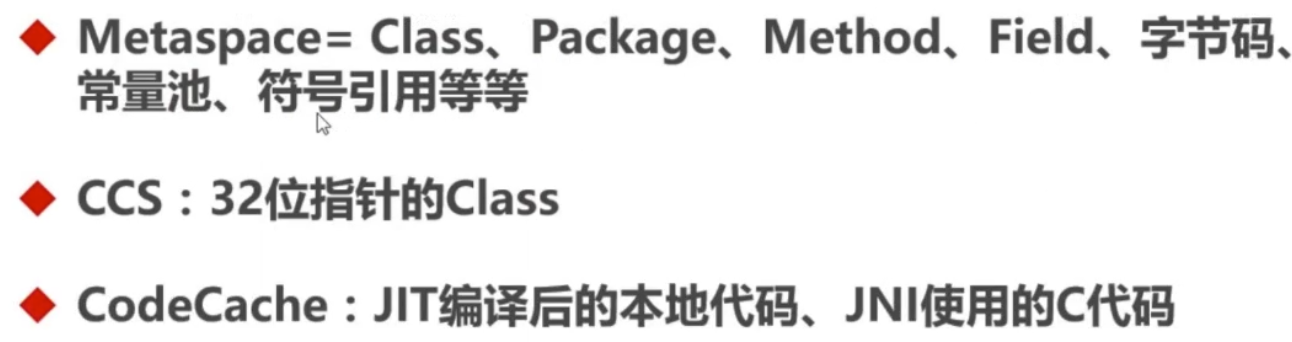 Metaspace= Class、Package、Method、Field、字节码、
常量池、符号引用等等
CCS：32位指针的Class
CodeCache：JIT编译后的本地代码、JNI使用的C代码